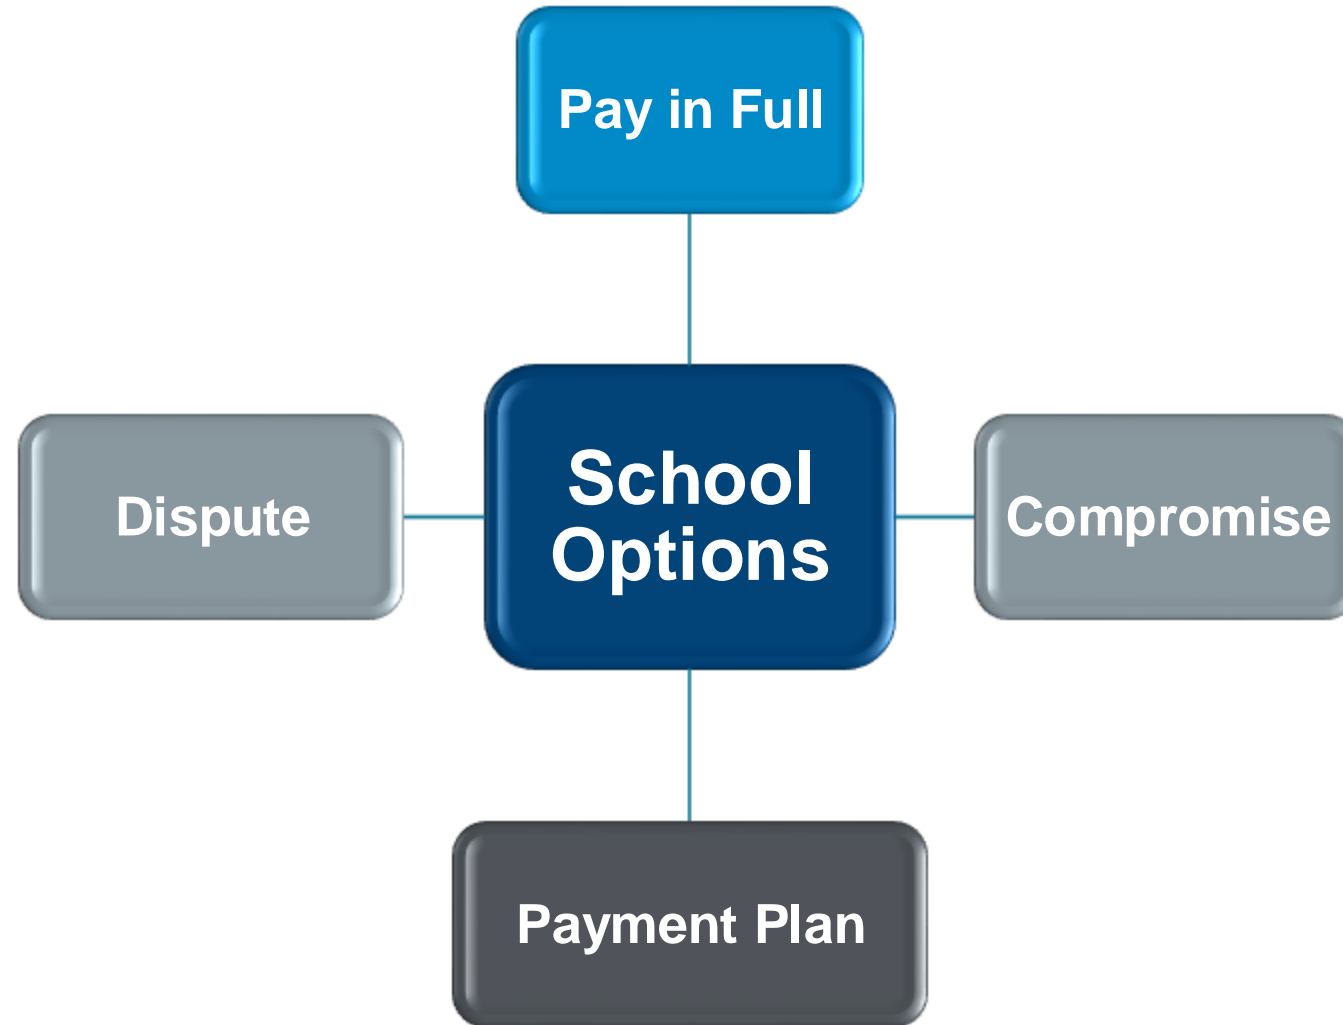 Pay in Full
Dispute
School
Options
Compromise
Payment Plan